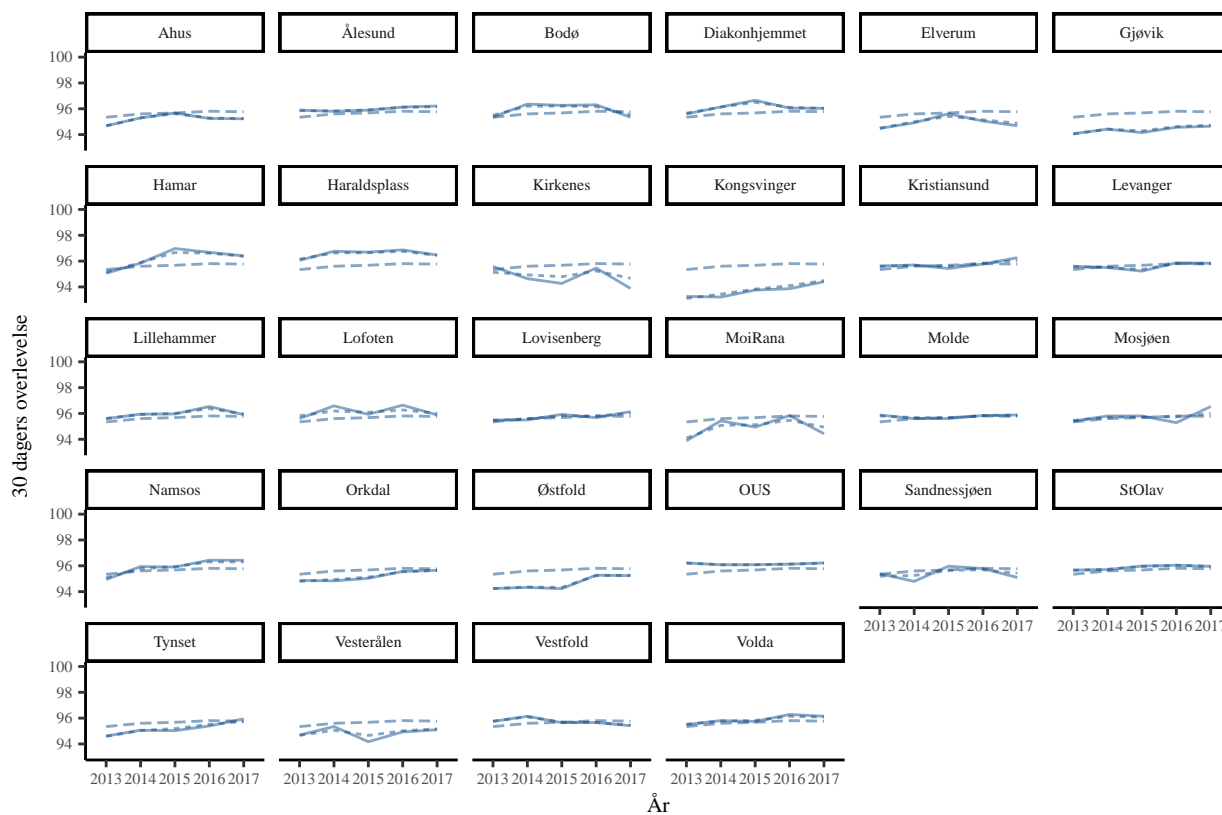 Ahus Ålesund Bodø Diakonhjemmet Elverum Gjøvik
100
98
96
94
Hamar Haraldsplass Kirkenes Kongsvinger Kristiansund Levanger
100
98
96
94
Lillehammer Lofoten Lovisenberg MoiRana Molde Mosjøen
100
98
96
94
30 dagers overlevelse
Namsos Orkdal Østfold OUS Sandnessjøen StOlav
100
98
96
94
2013 2014 2015 2016 2017 2013 2014 2015 2016 2017
Tynset Vesterålen Vestfold Volda
100
98
96
94
2013 2014 2015 2016 2017 2013 2014 2015 2016 2017 2013 2014 2015 2016 2017 2013 2014 2015 2016 2017
År